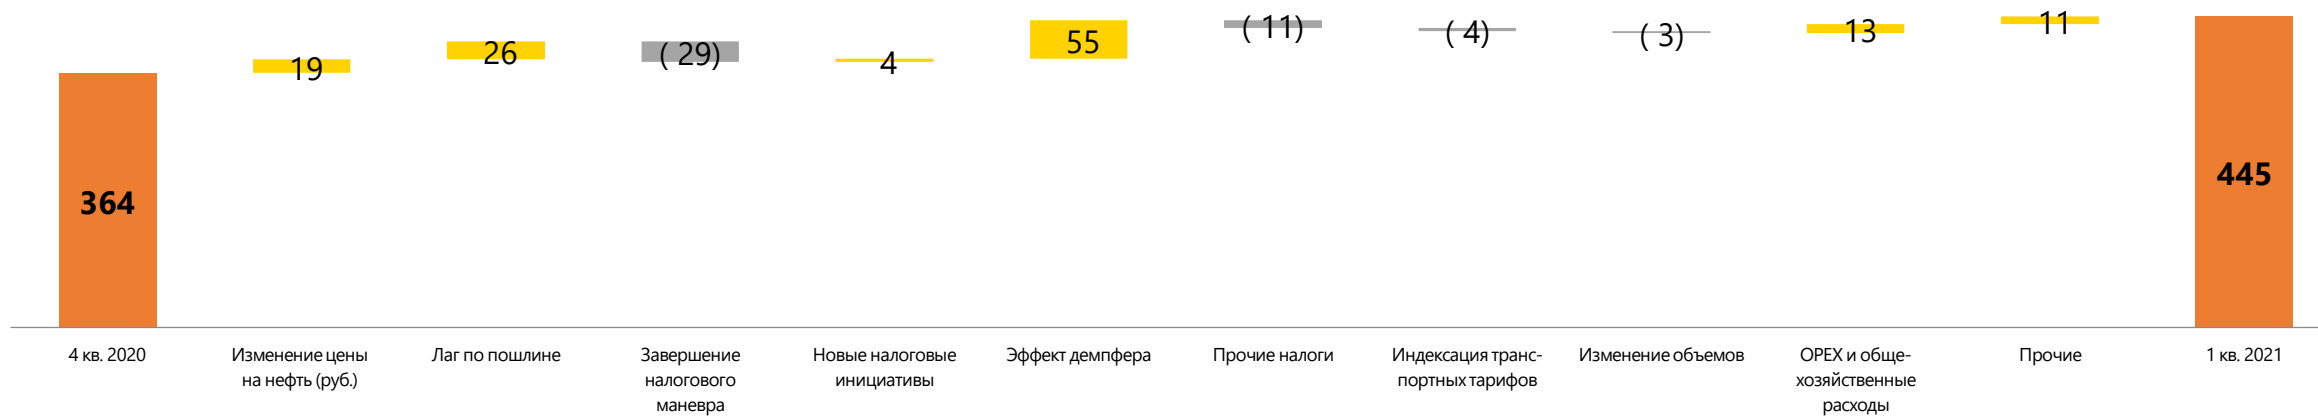 19
26
( 29)
4
55
( 11)
( 4)
( 3)
13
11
364
445
4 кв. 2020
Изменение цены
на нефть (руб.)
Лаг по пошлине
Завершение
налогового
маневра
Новые налоговые
инициативы
Эффект демпфера
Прочие налоги
Индексация транс-
портных тарифов
Изменение объемов
OPEX и обще-
хозяйственные
расходы
Прочие
1 кв. 2021